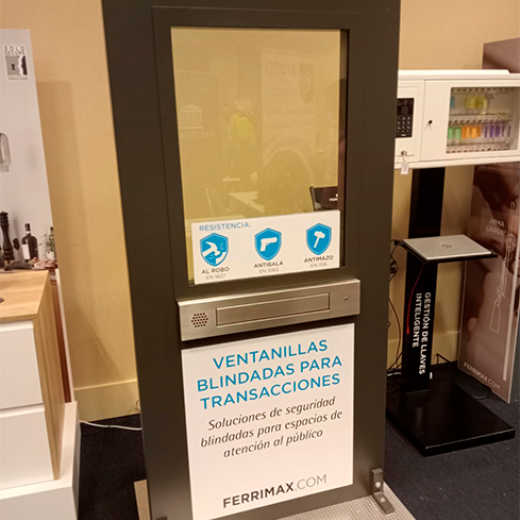 RESISTENCIA:
AL ROBO
EN 1627
ANTIBALA
EN 1063
ANTIMAZO
EN 356
VENTANILLAS
BLINDADAS PARA
TRANSACCIONES
Soluciones de seguridad
blindadas para espacios de
atención al público
FERRIMAX.COM
GESTIÓN DE LLAVES
INTELIGENTE
FERRIMAX.COM